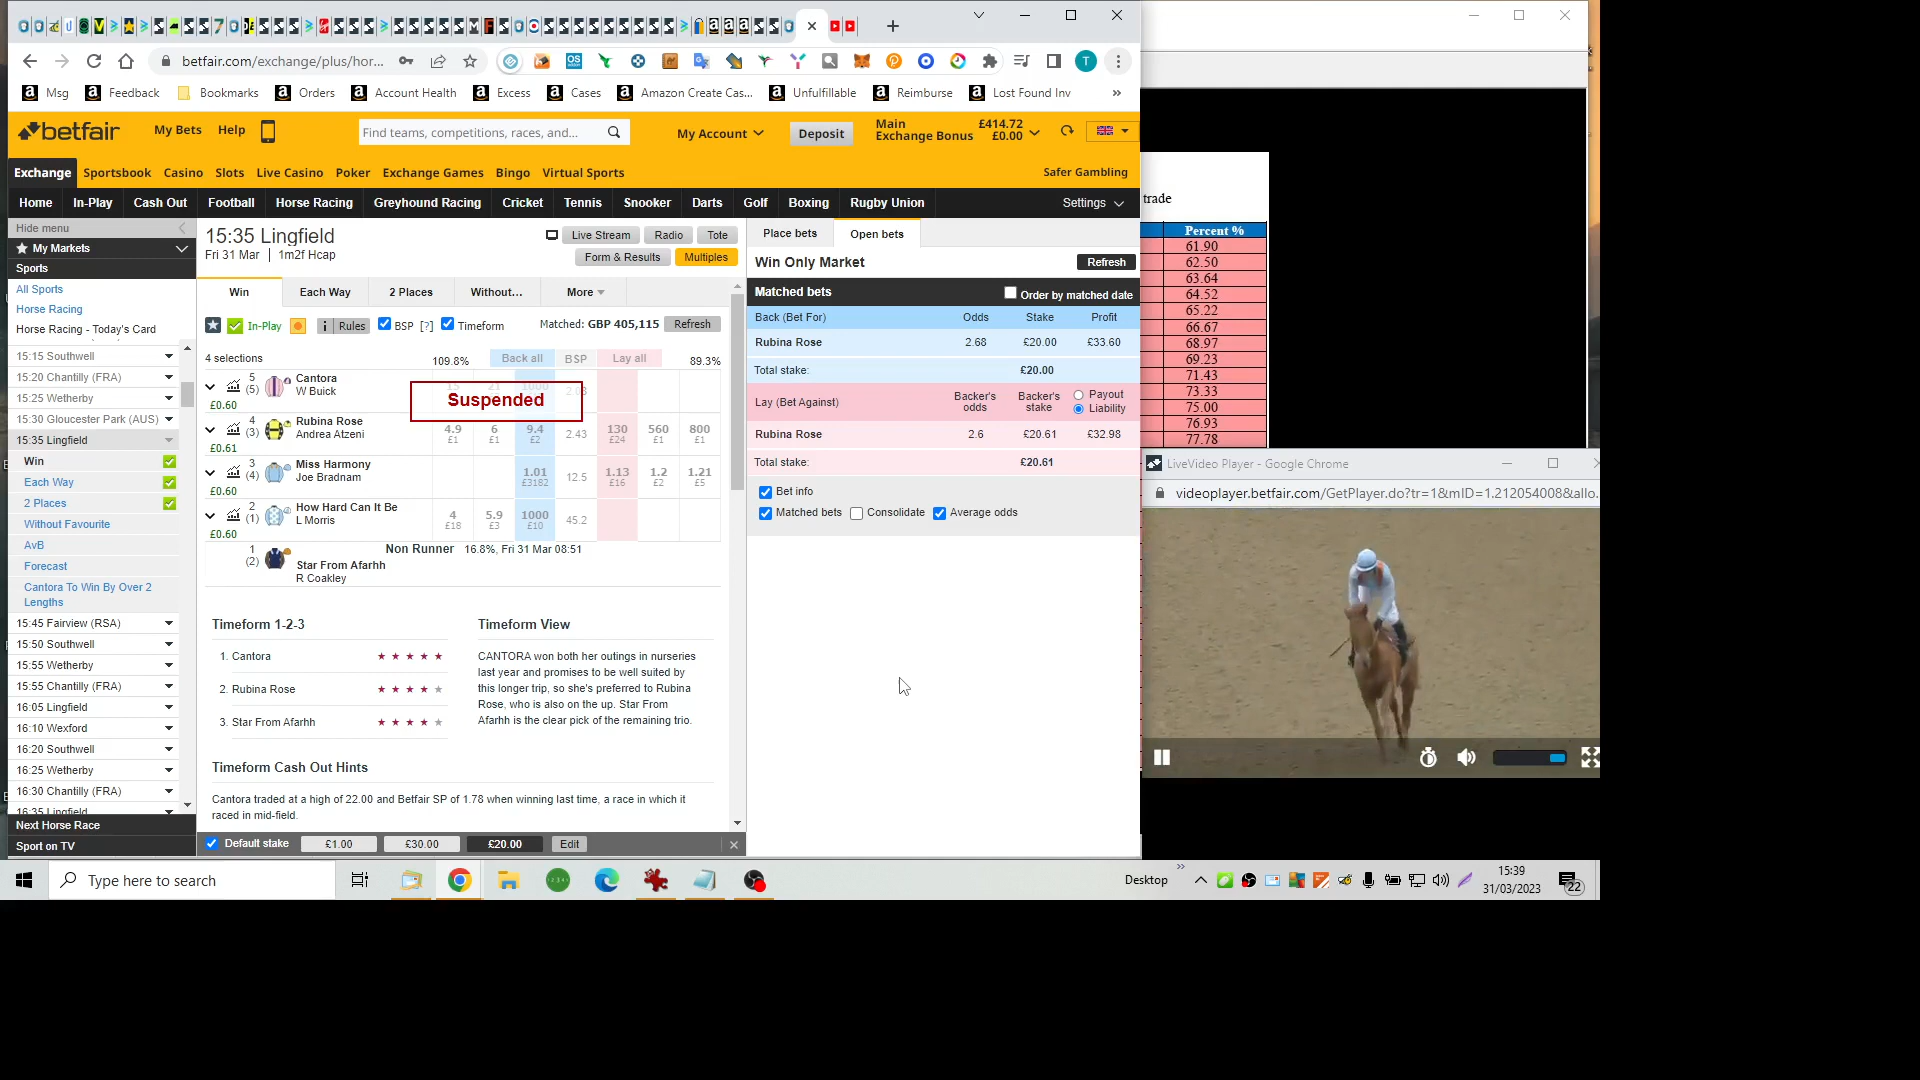 betfair.com/exchange/plus/hor...
T
Msg Feedback Bookmarks Orders Account Health Excess Cases Amazon Create Cas... Unfulfillable Reimburse Lost Found Inv »
betfair My Bets Help Find teams, competitions, races, and... My Account Deposit Main £414.72
Exchange Bonus £0.00
Exchange Sportsbook Casino Slots Live Casino Poker Exchange Games Bingo Virtual Sports Safer Gambling
Home In-Play Cash Out Football Horse Racing Greyhound Racing Cricket Tennis Snooker Darts Golf Boxing Rugby Union Settings
Hide menu
My Markets
Sports
All Sports
Horse Racing
Horse Racing - Today's Card
15:15 Southwell
15:20 Chantilly (FRA)
15:25 Wetherby
15:30 Gloucester Park (AUS)
15:35 Lingfield
Win
Each Way
2 Places
Without Favourite
AvB
Forecast
Cantora To Win By Over 2
Lengths
15:45 Fairview (RSA)
15:50 Southwell
15:55 Wetherby
15:55 Chantilly (FRA)
16:05 Lingfield
16:10 Wexford
16:20 Southwell
16:25 Wetherby
16:30 Chantilly (FRA)
16:35 Lingfield
Next Horse Race
Sport on TV
15:35 Lingfield
Fri 31 Mar | 1m2f Hcap
Live Stream Radio Tote
Form & Results Multiples
Win Each Way 2 Places Without... More
In-Play i Rules BSP [?] Timeform Matched: GBP 405,115 Refresh
4 selections 109.8% Back all BSP Lay all 89.3%
5 (5) Cantora
W Buick
£0.60
15 21 1000
Suspended
4 (3) Rubina Rose
Andrea Atzeni
£0.61
4.9 6 9.4 2.43 130 560 800
£1 £1 £2 £24 £1 £1
3 (4) Miss Harmony
Joe Bradnam
£0.60
1.01 12.5 1.13 1.2 1.21
£3182 £16 £2 £5
2 (1) How Hard Can It Be
L Morris
£0.60
4 5.9 1000 45.2
£18 £3 £10
1 (2) Non Runner 16.8%, Fri 31 Mar 08:51
Star From Afarhh
R Coakley
Timeform 1-2-3
1. Cantora ★ ★ ★ ★ ★
2. Rubina Rose ★ ★ ★ ★ ★
3. Star From Afarhh ★ ★ ★ ★ ★
Timeform View
CANTORA won both her outings in nurseries
last year and promises to be well suited by
this longer trip, so she's preferred to Rubina
Rose, who is also on the up. Star From
Afarhh is the clear pick of the remaining trio.
Timeform Cash Out Hints
Cantora traded at a high of 22.00 and Betfair SP of 1.78 when winning last time, a race in which it
raced in mid-field.
Default stake £1.00 £30.00 £20.00 Edit
Place bets Open bets
Win Only Market Refresh
Matched bets Order by matched date
Back (Bet For) Odds Stake Profit
Rubina Rose 2.68 £20.00 £33.60
Total stake: £20.00
Lay (Bet Against) Backer's odds Backer's stake Payout
Liability
Rubina Rose 2.6 £20.61 £32.98
Total stake: £20.61
Bet info
Matched bets Consolidate Average odds
trade
Percent %
61.90
62.50
63.64
64.52
65.22
66.67
68.97
69.23
71.43
73.33
75.00
76.93
77.78
LiveVideo Player - Google Chrome
videoplayer.betfair.com/GetPlayer.do?tr=1&mID=1.212054008&allo...
Type here to search
Desktop »
15:39
31/03/2023
22